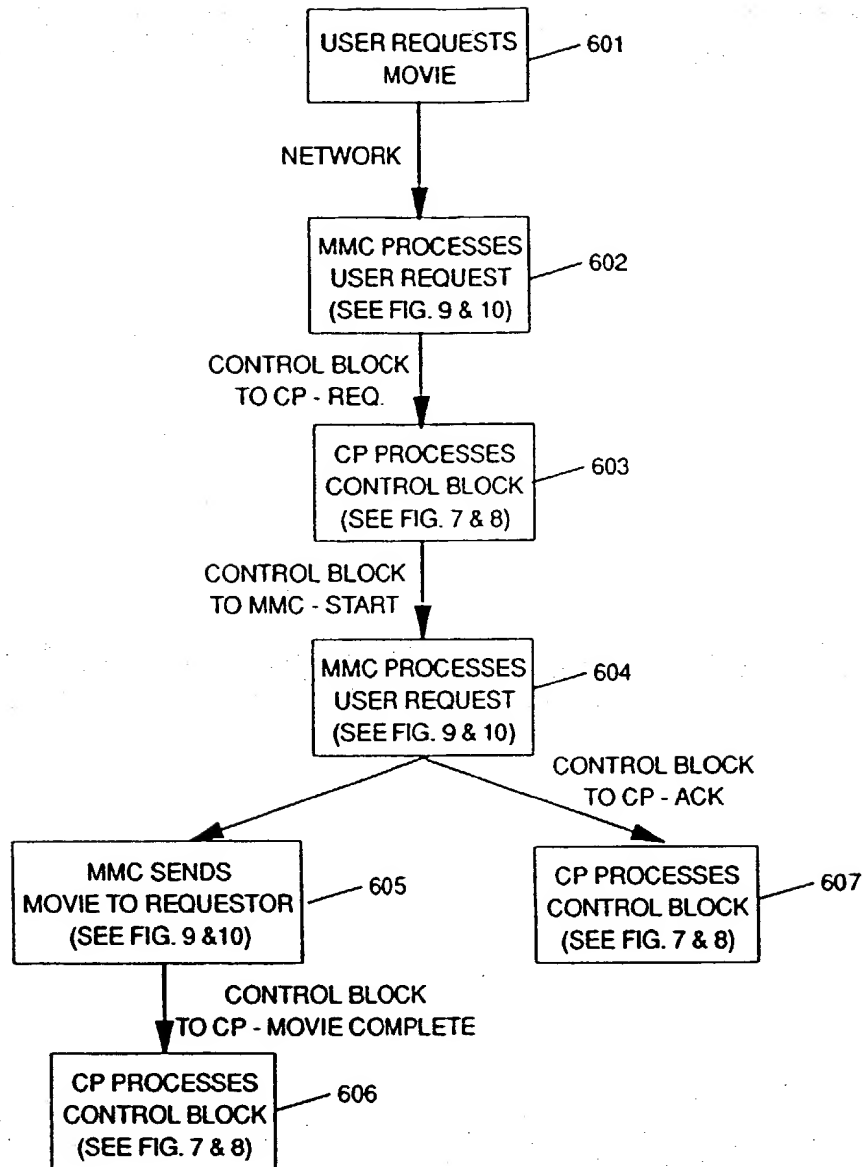 USER REQUESTS
MOVIE
601
NETWORK
MMC PROCESSES
USER REQUEST
(SEE FIG. 9 & 10)
602
CONTROL BLOCK
TO CP - REQ.
CP PROCESSES
CONTROL BLOCK
(SEE FIG. 7 & 8)
603
CONTROL BLOCK
TO MMC - START
MMC PROCESSES
USER REQUEST
(SEE FIG. 9 & 10)
604
CONTROL BLOCK
TO CP - ACK
MMC SENDS
MOVIE TO REQUESTOR
(SEE FIG. 9 &10)
605
CP PROCESSES
CONTROL BLOCK
(SEE FIG. 7 & 8)
607
CONTROL BLOCK
TO CP - MOVIE COMPLETE
CP PROCESSES
CONTROL BLOCK
(SEE FIG. 7 & 8)
606